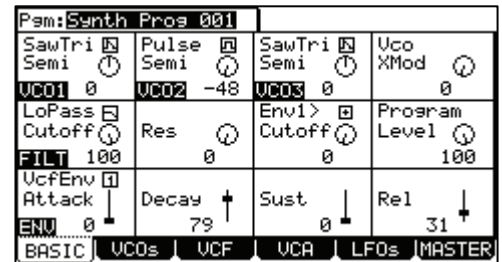 Pgm: Synth Prog 001
SawTri Pulse SawTri Vco
Semi Semi Semi XMod
VCO1 0 VCO2 -48 VCO3 0 0
LoPass Env1> Program
Cutoff Res Cutoff Level
FILT 100 0 0 100
VcfEnv 1
Attack Decay Sust Rel
ENV 0 79 0 31
BASIC VCOs VCF VCA LFOs MASTER